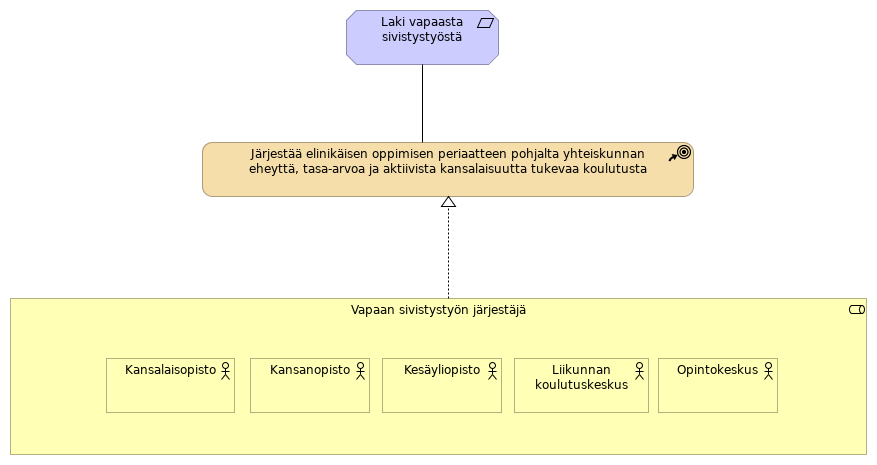 Laki vapaasta
sivistystyöstä
Järjestää elinikäisen oppimisen periaatteen pohjalta yhteiskunnan
eheyttä, tasa-arvoa ja aktiivista kansalaisuutta tukevaa koulutusta
Vapaan sivistystyön järjestäjä
Kansalaisopisto
Kansanopisto
Kesäyliopisto
Liikunnan
koulutuskeskus
Opintokeskus